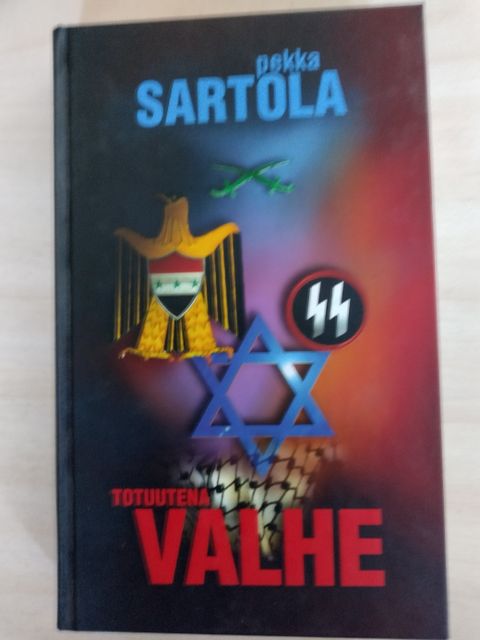 pekka
SARTOLA
TOTUUTENA
VALHE